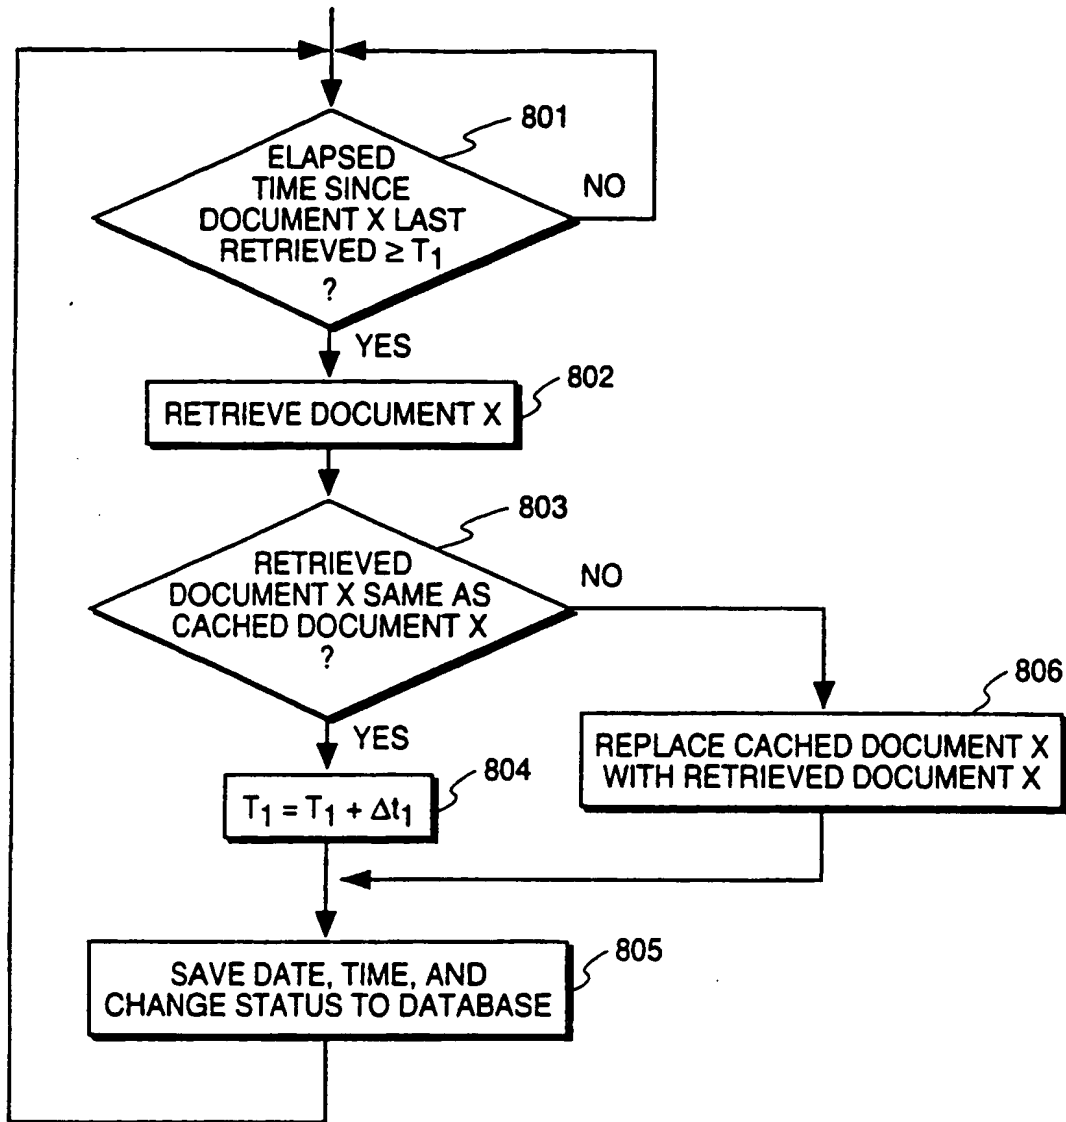 801
ELAPSED
TIME SINCE
DOCUMENT X LAST
RETRIEVED ≥ T1
?
NO
YES
802
RETRIEVE DOCUMENT X
803
RETRIEVED
DOCUMENT X SAME AS
CACHED DOCUMENT X
?
NO
YES
806
REPLACE CACHED DOCUMENT X
WITH RETRIEVED DOCUMENT X
804
T1 = T1 + Δt1
805
SAVE DATE, TIME, AND
CHANGE STATUS TO DATABASE